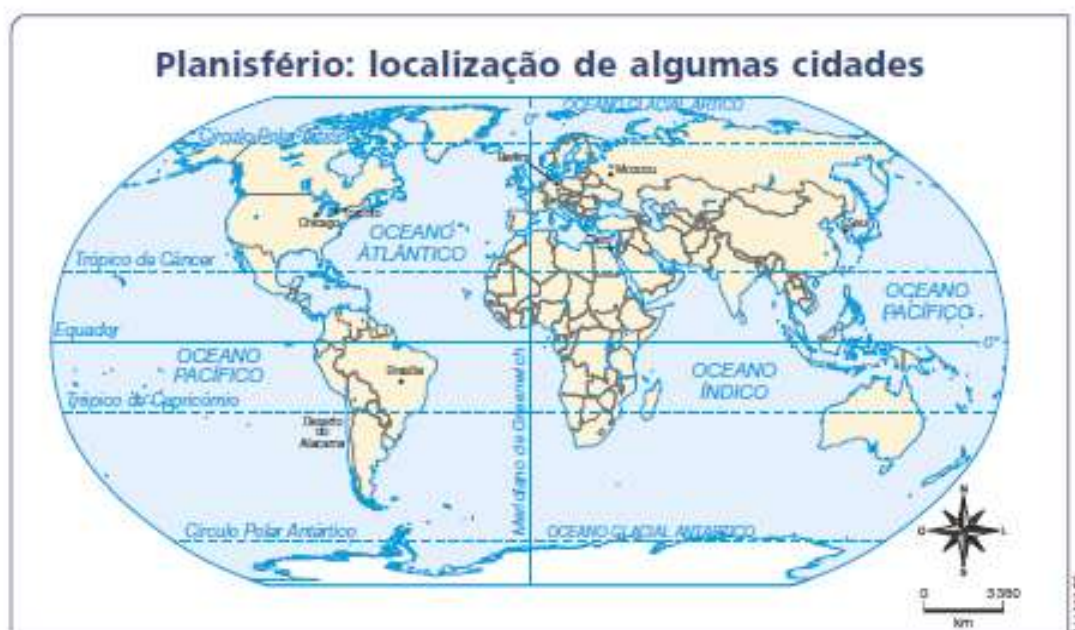 Planisfério: localização de algumas cidades
OCEANO GLACIAL ÁRTICO
0°
Círculo Polar Ártico
Berlim
Moscou
Chicago
OCEANO
ATLÂNTICO
Trópico de Câncer
OCEANO
PACÍFICO
Equador
0°
OCEANO
PACÍFICO
Brasília
OCEANO
ÍNDICO
Trópico de Capricórnio
Deserto
do
Atacama
Meridiano de Greenwich
Círculo Polar Antártico
OCEANO GLACIAL ANTÁRTICO
N
O
L
S
0
km